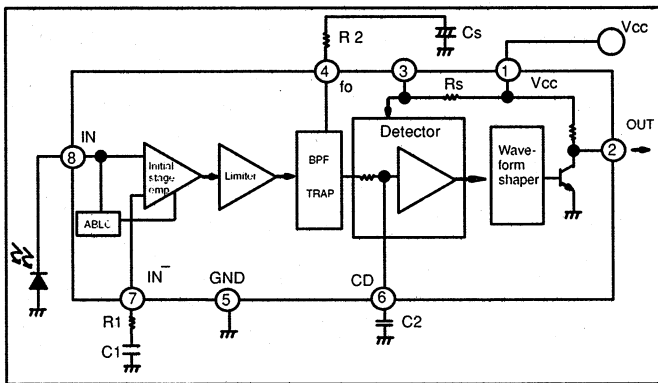 R 2
Cs
Vcc
4
3
1
fo
Rs
Vcc
IN
Detector
OUT
8
Initial
stage
amp
Limiter
BPF
TRAP
Wave-
form
shaper
2
ABLC
IN-
GND
CD
7
5
6
R1
C2
C1